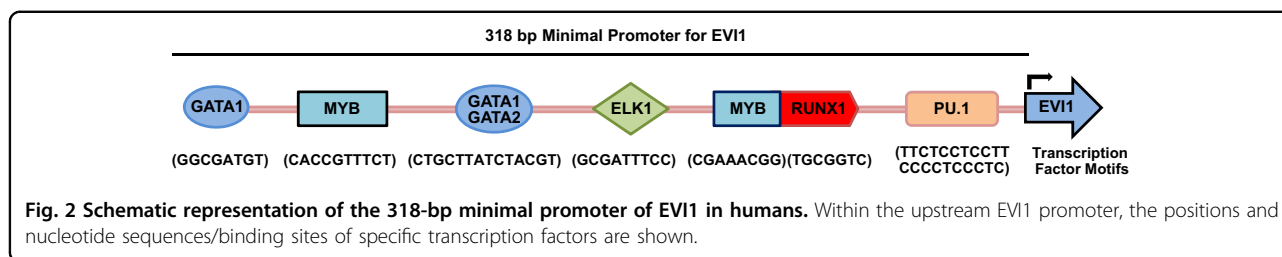 318 bp Minimal Promoter for EVI1
GATA1
MYB
GATA1
GATA2
ELK1
MYB
RUNX1
PU.1
EVI1
(GGCGATGT)
(CACCGTTTCT)
(CTGCTTATCTACGT)
(GCGATTTCC)
(CGAAACGG)(TGCGGTC)
(TTCTCCTCCTT
CCCCTCCCTC)
Transcription
Factor Motifs
Fig. 2 Schematic representation of the 318-bp minimal promoter of EVI1 in humans. Within the upstream EVI1 promoter, the positions and
nucleotide sequences/binding sites of specific transcription factors are shown.